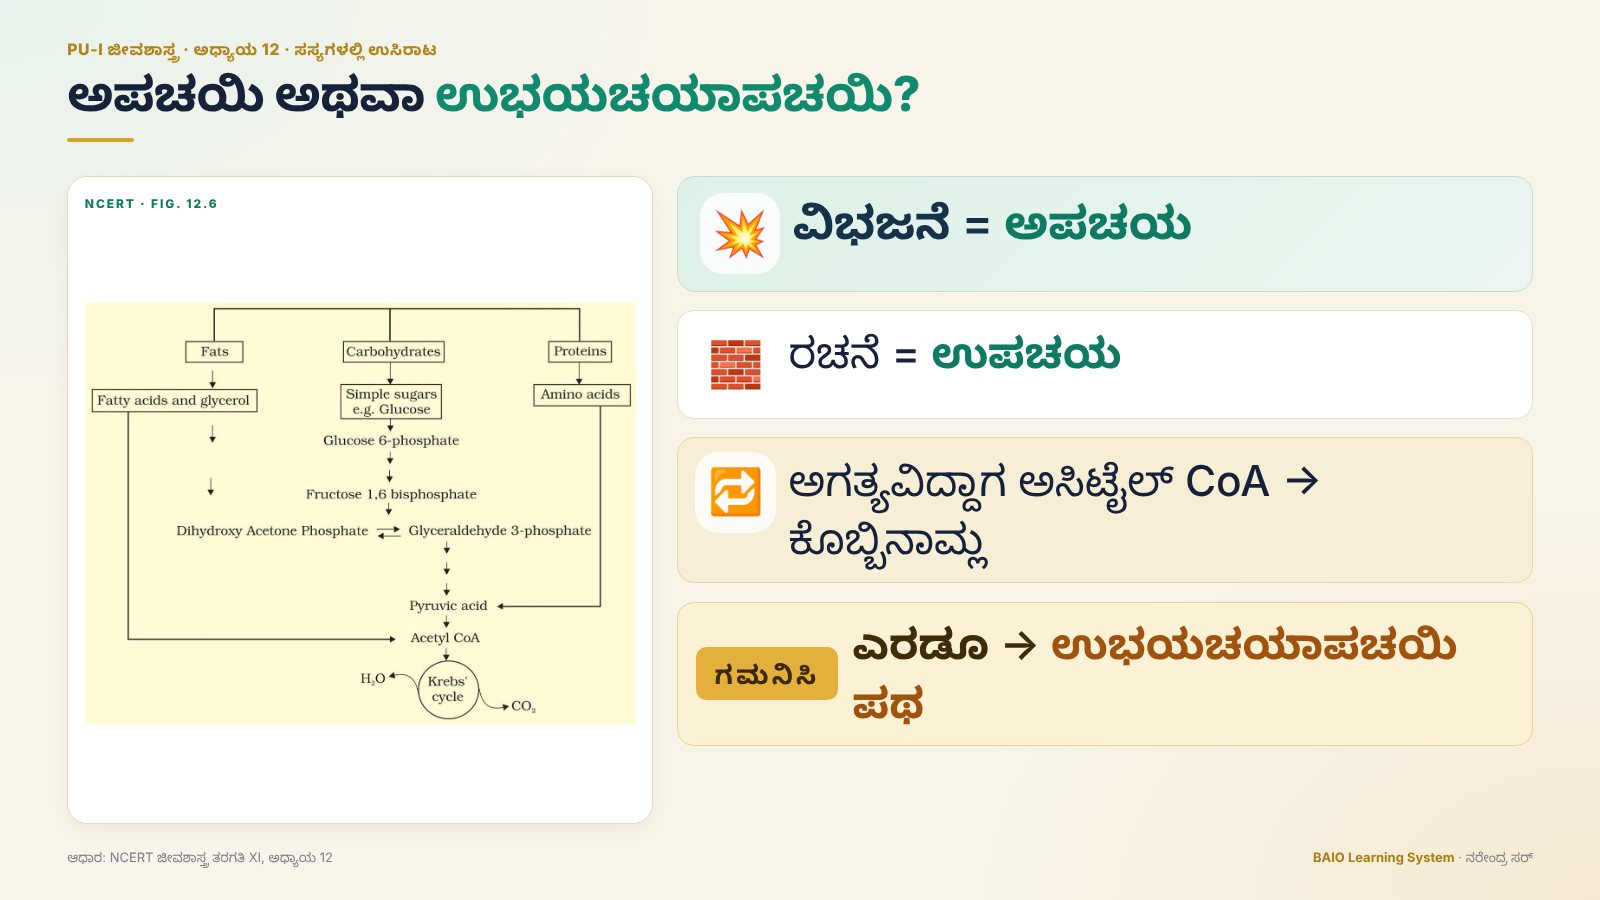 PU-I ಜೀವಶಾಸ್ತ್ರ · ಅಧ್ಯಾಯ 12 · ಸಸ್ಯಗಳಲ್ಲಿ ಉಸಿರಾಟ
ಅಪಚಯಿ ಅಥವಾ ಉಭಯಚಯಾಪಚಯಿ?
NCERT · FIG. 12.6
Fats
Carbohydrates
Proteins
Fatty acids and glycerol
Simple sugars
e.g. Glucose
Amino acids
Glucose 6-phosphate
Fructose 1,6 bisphosphate
Dihydroxy Acetone Phosphate
Glyceraldehyde 3-phosphate
Pyruvic acid
Acetyl CoA
H₂O
Krebs'
cycle
CO₂
ವಿಭಜನೆ = ಅಪಚಯ
ರಚನೆ = ಉಪಚಯ
ಅಗತ್ಯವಿದ್ದಾಗ ಅಸಿಟೈಲ್ CoA →
ಕೊಬ್ಬಿನಾಮ್ಲ
ಗಮನಿಸಿ
ಎರಡೂ → ಉಭಯಚಯಾಪಚಯಿ
ಪಥ
ಆಧಾರ: NCERT ಜೀವಶಾಸ್ತ್ರ ತರಗತಿ XI, ಅಧ್ಯಾಯ 12
BAIO Learning System · ನರೇಂದ್ರ ಸರ್